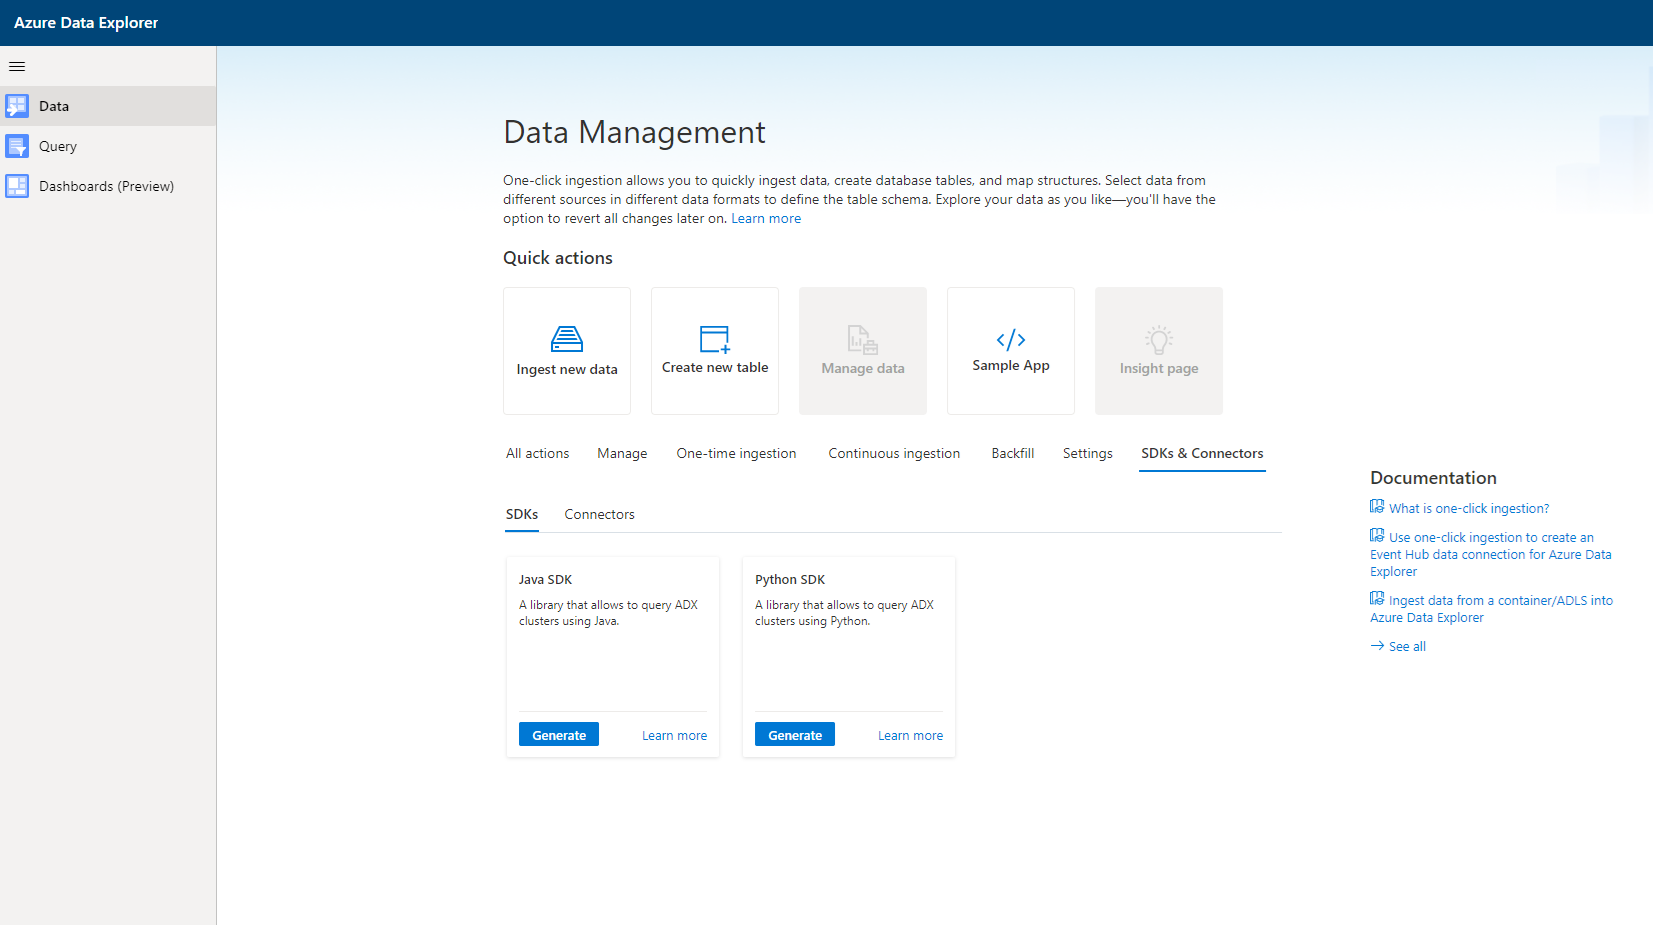 Azure Data Explorer
Data
Query
Dashboards (Preview)
Data Management
One-click ingestion allows you to quickly ingest data, create database tables, and map structures. Select data from
different sources in different data formats to define the table schema. Explore your data as you like—you'll have the
option to revert all changes later on. Learn more
Quick actions
Ingest new data
Create new table
Manage data
Sample App
Insight page
All actions
Manage
One-time ingestion
Continuous ingestion
Backfill
Settings
SDKs & Connectors
SDKs
Connectors
Java SDK
A library that allows to query ADX
clusters using Java.
Generate
Learn more
Python SDK
A library that allows to query ADX
clusters using Python.
Generate
Learn more
Documentation
What is one-click ingestion?
Use one-click ingestion to create an
Event Hub data connection for Azure Data
Explorer
Ingest data from a container/ADLS into
Azure Data Explorer
See all